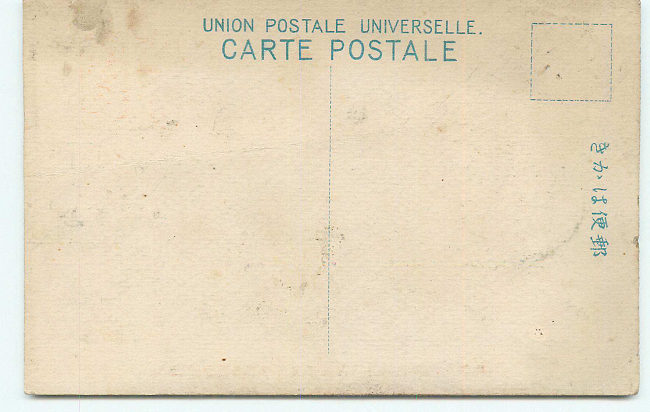 UNION POSTALE UNIVERSELLE.
CARTE POSTALE
郵便はがき